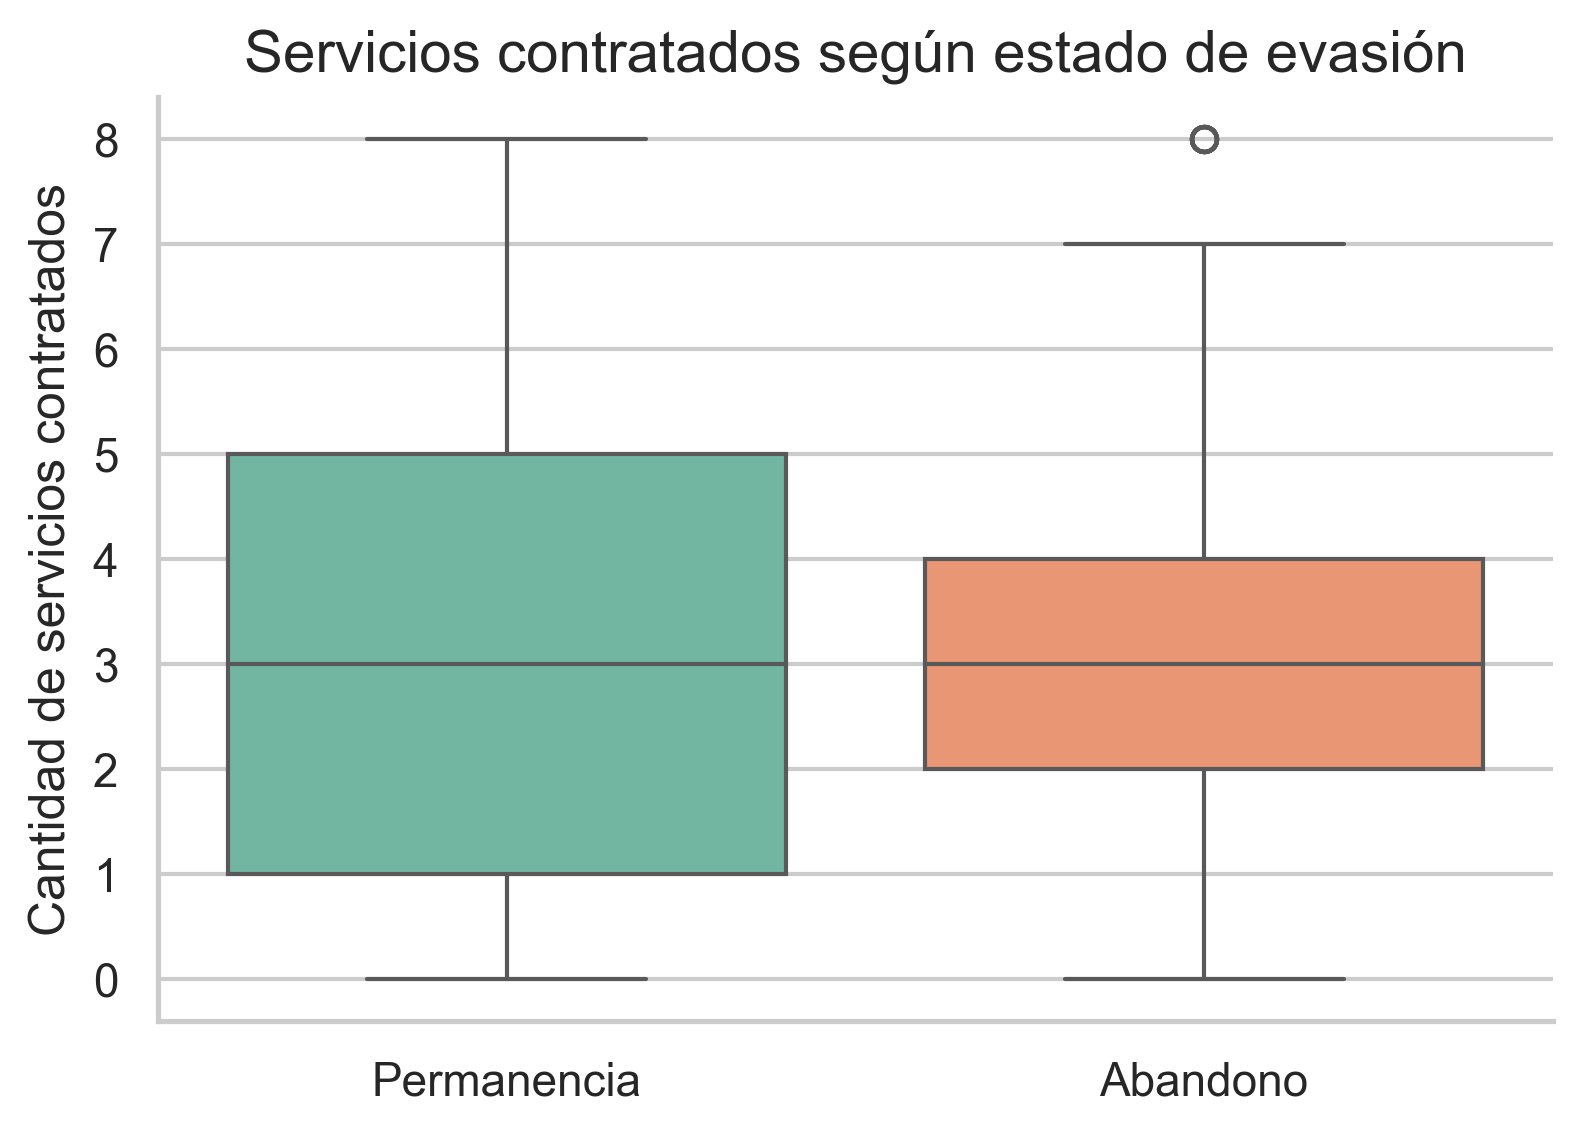 Servicios contratados según estado de evasión
Cantidad de servicios contratados
8
7
6
5
4
3
2
1
0
Permanencia
Abandono